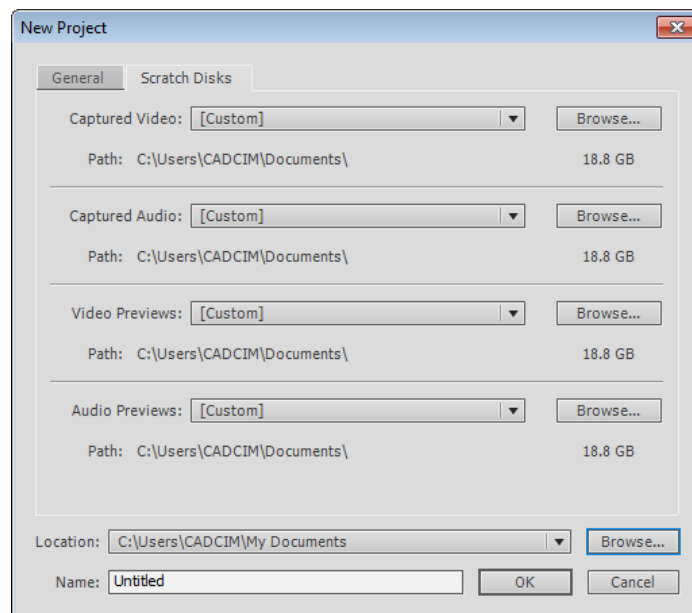 New Project
General Scratch Disks
Captured Video: [Custom] Browse...
Path: C:\Users\CADCIM\Documents\ 18.8 GB
Captured Audio: [Custom] Browse...
Path: C:\Users\CADCIM\Documents\ 18.8 GB
Video Previews: [Custom] Browse...
Path: C:\Users\CADCIM\Documents\ 18.8 GB
Audio Previews: [Custom] Browse...
Path: C:\Users\CADCIM\Documents\ 18.8 GB
Location: C:\Users\CADCIM\My Documents Browse...
Name: Untitled OK Cancel